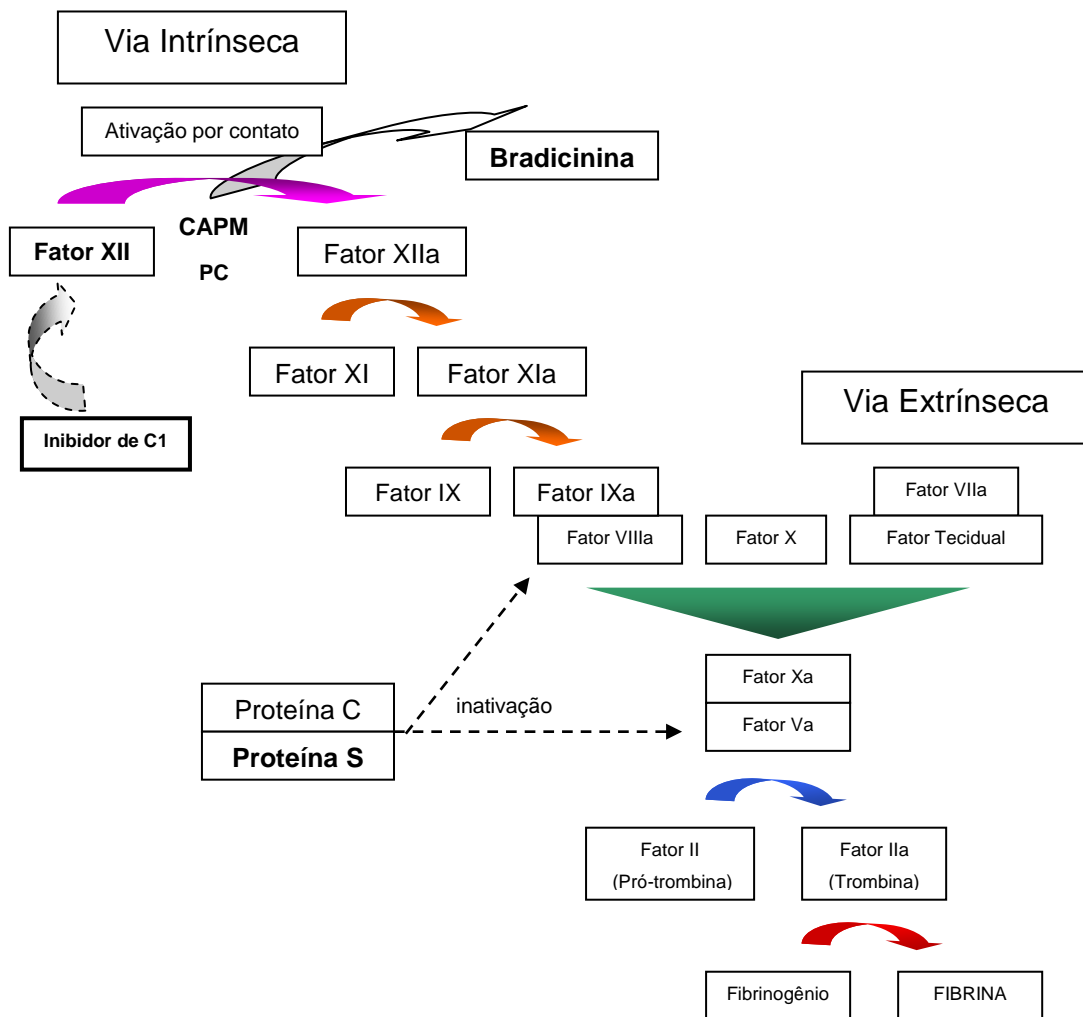 Via Intrínseca
Ativação por contato
Bradicinina
CAPM
Fator XII
Fator XIIa
PC
Fator XI
Fator XIa
Via Extrínseca
Inibidor de C1
Fator IX
Fator IXa
Fator VIIa
Fator VIIIa
Fator X
Fator Tecidual
Fator Xa
Proteína C
inativação
Fator Va
Proteína S
Fator II
(Pró-trombina)
Fator IIa
(Trombina)
Fibrinogênio
FIBRINA